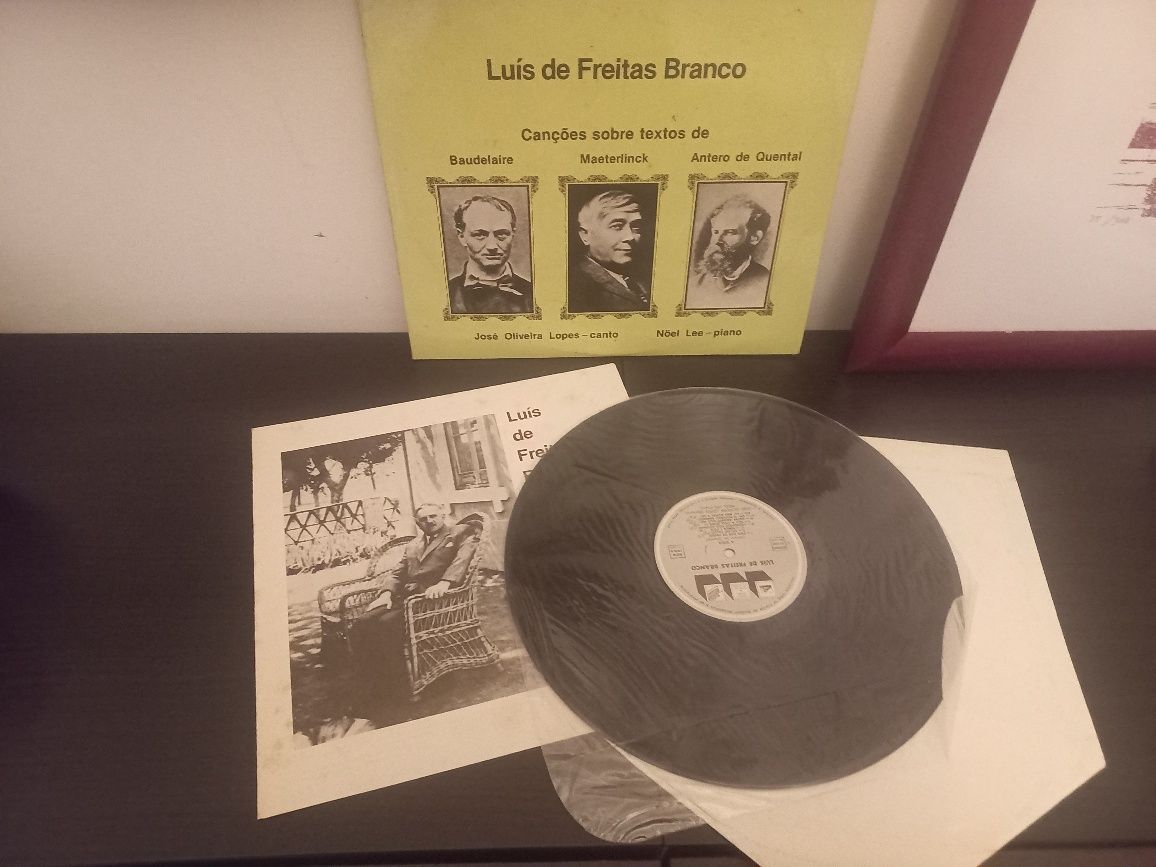 Luís de Freitas Branco
Canções sobre textos de
Baudelaire
Maeterlinck
Antero de Quental
José Oliveira Lopes – canto
Nöel Lee – piano
Luís
de
LUÍS DE FREITAS BRANCO